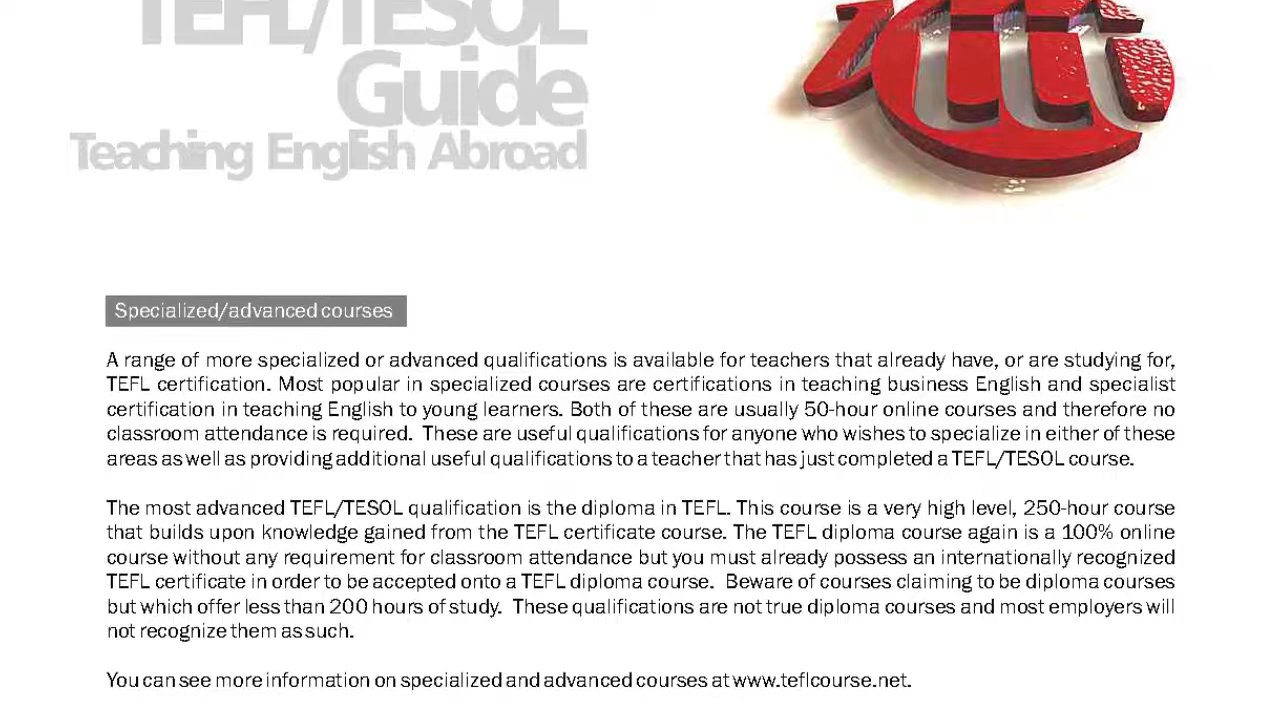 TEFL/TESOL
Guide
Teaching English Abroad
ittt
Specialized/advanced courses
A range of more specialized or advanced qualifications is available for teachers that already have, or are studying for,
TEFL certification. Most popular in specialized courses are certifications in teaching business English and specialist
certification in teaching English to young learners. Both of these are usually 50-hour online courses and therefore no
classroom attendance is required. These are useful qualifications for anyone who wishes to specialize in either of these
areas as well as providing additional useful qualifications to a teacher that has just completed a TEFL/TESOL course.
The most advanced TEFL/TESOL qualification is the diploma in TEFL. This course is a very high level, 250-hour course
that builds upon knowledge gained from the TEFL certificate course. The TEFL diploma course again is a 100% online
course without any requirement for classroom attendance but you must already possess an internationally recognized
TEFL certificate in order to be accepted onto a TEFL diploma course. Beware of courses claiming to be diploma courses
but which offer less than 200 hours of study. These qualifications are not true diploma courses and most employers will
not recognize them as such.
You can see more information on specialized and advanced courses at www.teflcourse.net.